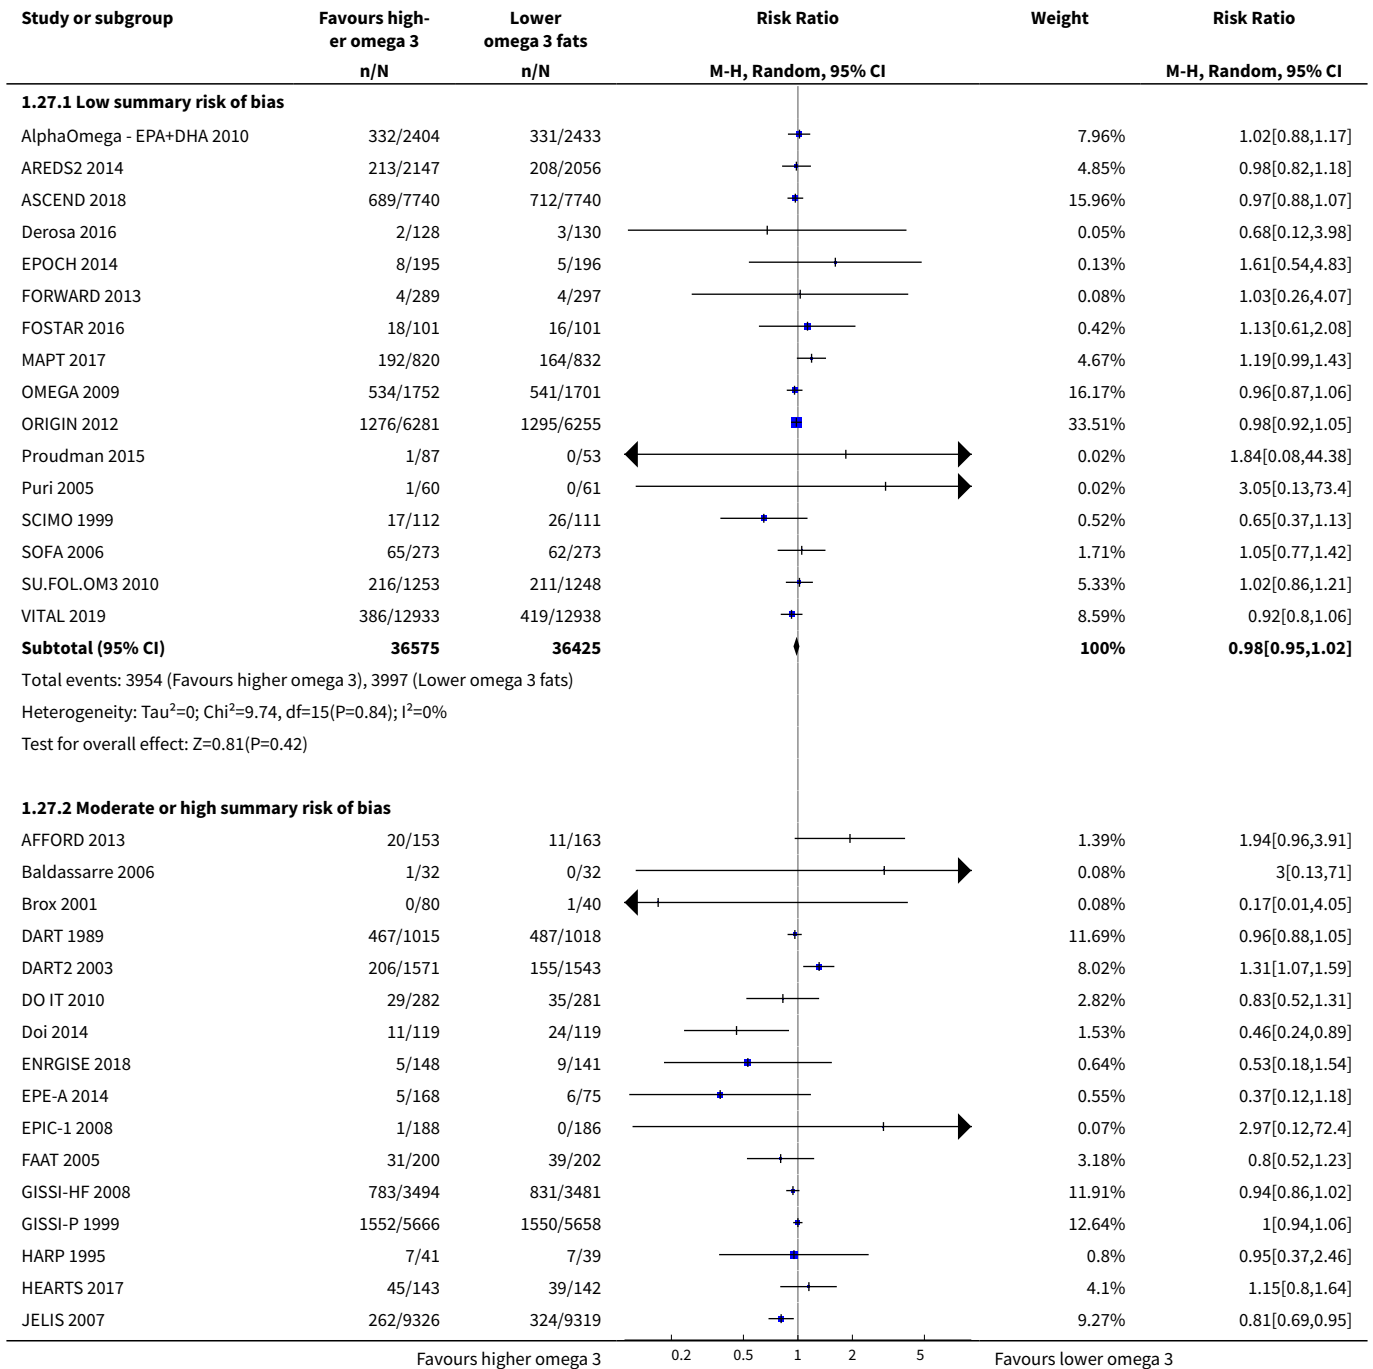 Study or subgroup Favours high- Lower Risk Ratio Weight Risk Ratio
er omega 3 omega 3 fats
n/N n/N M-H, Random, 95% CI M-H, Random, 95% CI
1.27.1 Low summary risk of bias
AlphaOmega - EPA+DHA 2010 332/2404 331/2433 7.96% 1.02[0.88,1.17]
AREDS2 2014 213/2147 208/2056 4.85% 0.98[0.82,1.18]
ASCEND 2018 689/7740 712/7740 15.96% 0.97[0.88,1.07]
Derosa 2016 2/128 3/130 0.05% 0.68[0.12,3.98]
EPOCH 2014 8/195 5/196 0.13% 1.61[0.54,4.83]
FORWARD 2013 4/289 4/297 0.08% 1.03[0.26,4.07]
FOSTAR 2016 18/101 16/101 0.42% 1.13[0.61,2.08]
MAPT 2017 192/820 164/832 4.67% 1.19[0.99,1.43]
OMEGA 2009 534/1752 541/1701 16.17% 0.96[0.87,1.06]
ORIGIN 2012 1276/6281 1295/6255 33.51% 0.98[0.92,1.05]
Proudman 2015 1/87 0/53 0.02% 1.84[0.08,44.38]
Puri 2005 1/60 0/61 0.02% 3.05[0.13,73.4]
SCIMO 1999 17/112 26/111 0.52% 0.65[0.37,1.13]
SOFA 2006 65/273 62/273 1.71% 1.05[0.77,1.42]
SU.FOL.OM3 2010 216/1253 211/1248 5.33% 1.02[0.86,1.21]
VITAL 2019 386/12933 419/12938 8.59% 0.92[0.8,1.06]
Subtotal (95% CI) 36575 36425 100% 0.98[0.95,1.02]
Total events: 3954 (Favours higher omega 3), 3997 (Lower omega 3 fats)
Heterogeneity: Tau²=0; Chi²=9.74, df=15(P=0.84); I²=0%
Test for overall effect: Z=0.81(P=0.42)
1.27.2 Moderate or high summary risk of bias
AFFORD 2013 20/153 11/163 1.39% 1.94[0.96,3.91]
Baldassarre 2006 1/32 0/32 0.08% 3[0.13,71]
Brox 2001 0/80 1/40 0.08% 0.17[0.01,4.05]
DART 1989 467/1015 487/1018 11.69% 0.96[0.88,1.05]
DART2 2003 206/1571 155/1543 8.02% 1.31[1.07,1.59]
DO IT 2010 29/282 35/281 2.82% 0.83[0.52,1.31]
Doi 2014 11/119 24/119 1.53% 0.46[0.24,0.89]
ENRGISE 2018 5/148 9/141 0.64% 0.53[0.18,1.54]
EPE-A 2014 5/168 6/75 0.55% 0.37[0.12,1.18]
EPIC-1 2008 1/188 0/186 0.07% 2.97[0.12,72.4]
FAAT 2005 31/200 39/202 3.18% 0.8[0.52,1.23]
GISSI-HF 2008 783/3494 831/3481 11.91% 0.94[0.86,1.02]
GISSI-P 1999 1552/5666 1550/5658 12.64% 1[0.94,1.06]
HARP 1995 7/41 7/39 0.8% 0.95[0.37,2.46]
HEARTS 2017 45/143 39/142 4.1% 1.15[0.8,1.64]
JELIS 2007 262/9326 324/9319 9.27% 0.81[0.69,0.95]
Favours higher omega 3 0.2 0.5 1 2 5 Favours lower omega 3